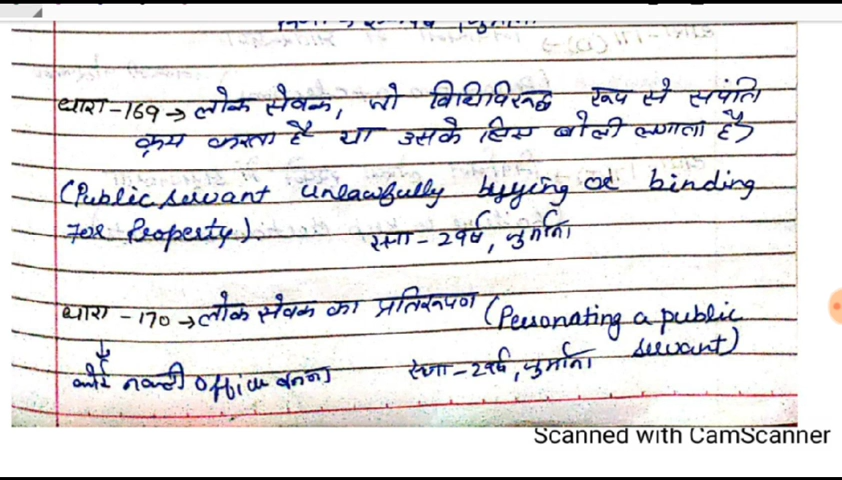 धारा-169 → लोक सेवक, जो विधिविरुद्ध रूप से संपति
क्रय करता है या उसके लिए बोली लगाता है
(Public servant unlawfully buying or binding
For Property). सजा - 2वर्ष, जुर्माना
धारा - 170 → लोक सेवक का प्रतिरूपण (Personating a public
servant)
कोई नकली Office बनना सजा - 2वर्ष, जुर्माना
Scanned with CamScanner